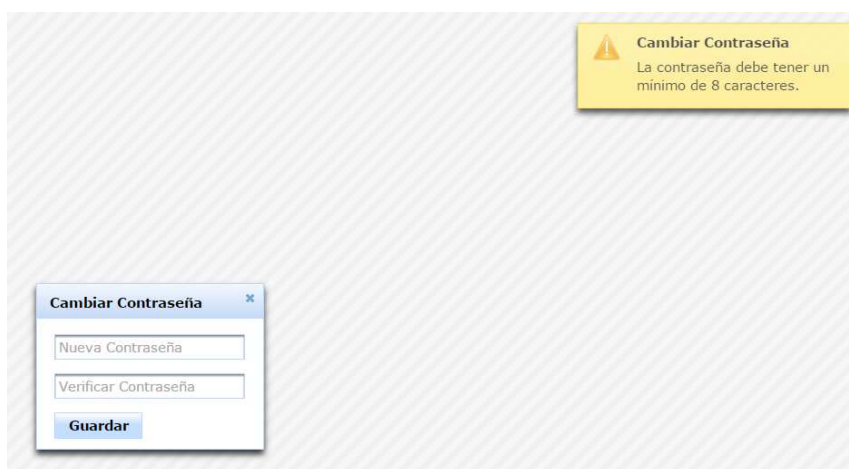 Cambiar Contraseña
La contraseña debe tener un
mínimo de 8 caracteres.
Cambiar Contraseña
Nueva Contraseña
Verificar Contraseña
Guardar